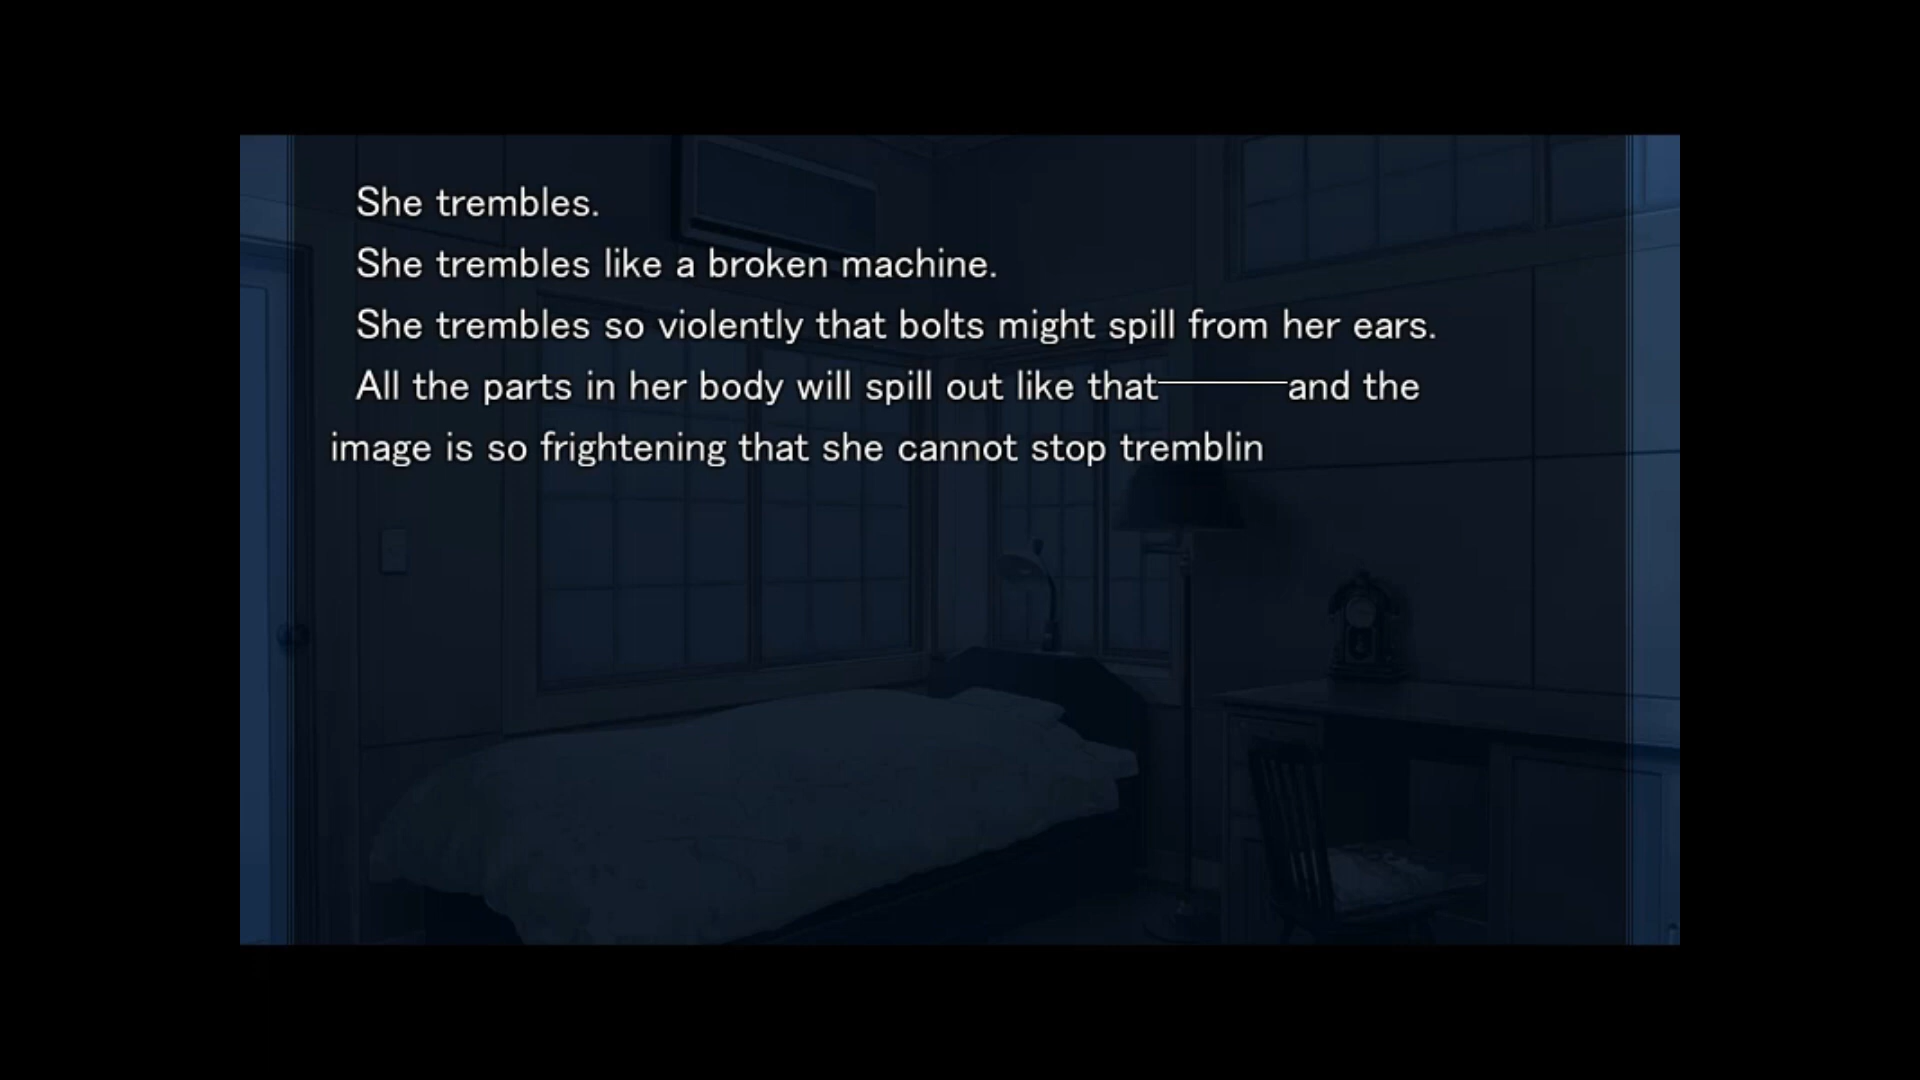 She trembles.
She trembles like a broken machine.
She trembles so violently that bolts might spill from her ears.
All the parts in her body will spill out like that────and the
image is so frightening that she cannot stop tremblin